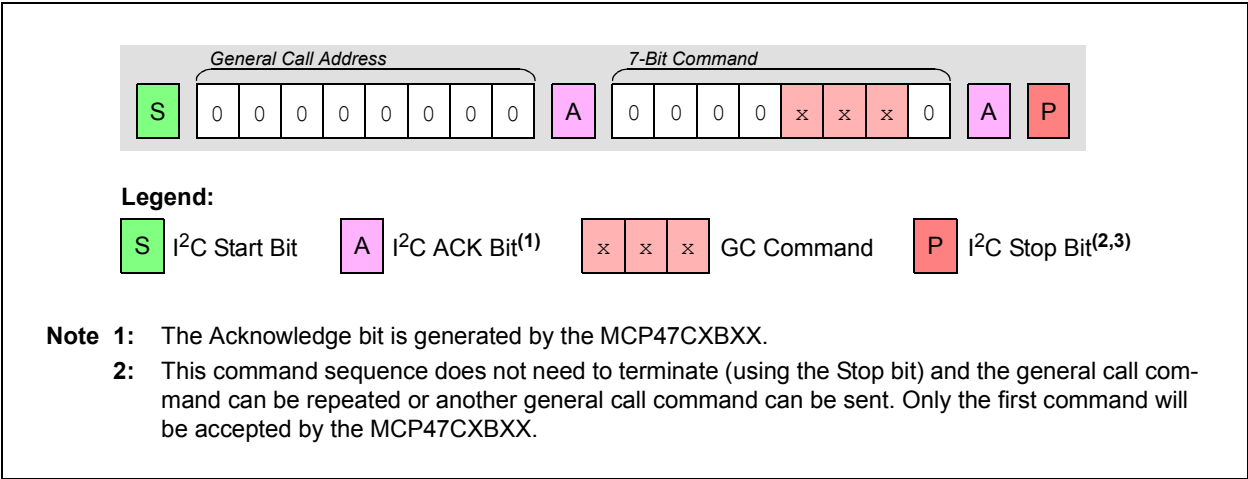 General Call Address 7-Bit Command
S 0 0 0 0 0 0 0 0 A 0 0 0 0 x x x 0 A P
Legend:
S I2C Start Bit A I2C ACK Bit(1) x x x GC Command P I2C Stop Bit(2,3)
Note 1: The Acknowledge bit is generated by the MCP47CXBXX.
2: This command sequence does not need to terminate (using the Stop bit) and the general call com-
mand can be repeated or another general call command can be sent. Only the first command will
be accepted by the MCP47CXBXX.